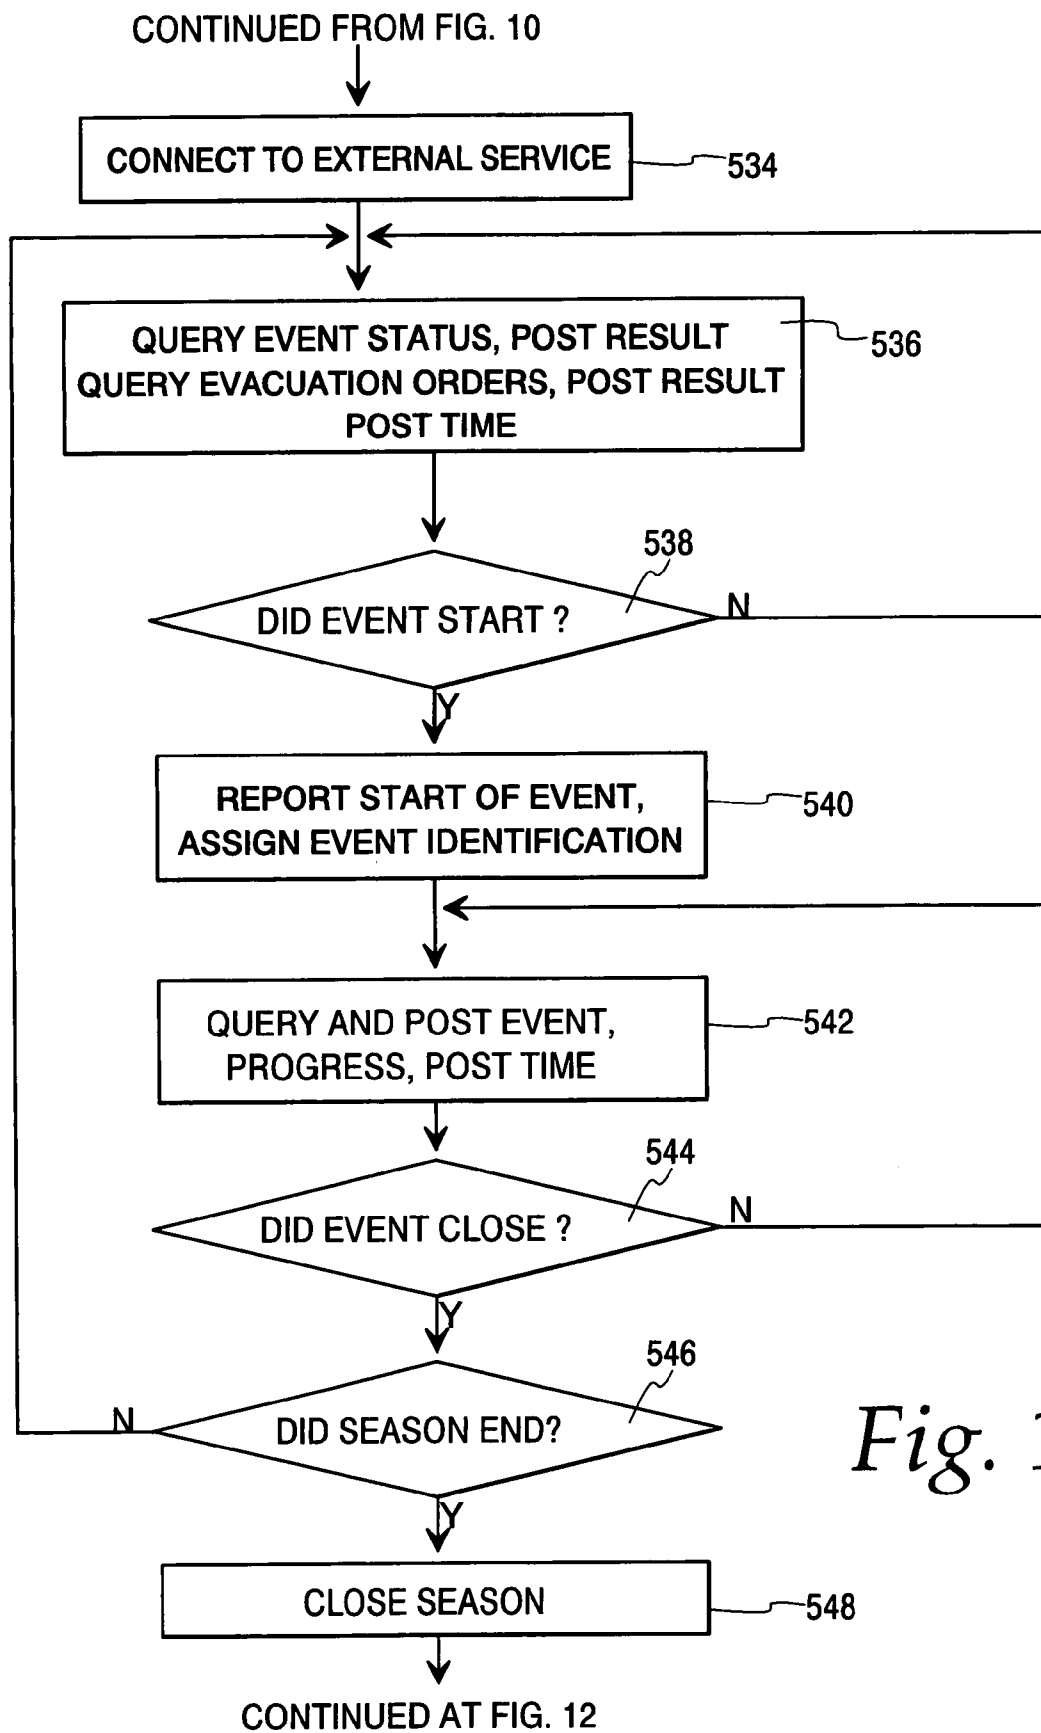 CONTINUED FROM FIG. 10
CONNECT TO EXTERNAL SERVICE
534
QUERY EVENT STATUS, POST RESULT
QUERY EVACUATION ORDERS, POST RESULT
POST TIME
536
538
DID EVENT START ?
N
Y
REPORT START OF EVENT,
ASSIGN EVENT IDENTIFICATION
540
QUERY AND POST EVENT,
PROGRESS, POST TIME
542
544
DID EVENT CLOSE ?
N
Y
546
DID SEASON END?
N
Y
Fig.
CLOSE SEASON
548
CONTINUED AT FIG. 12